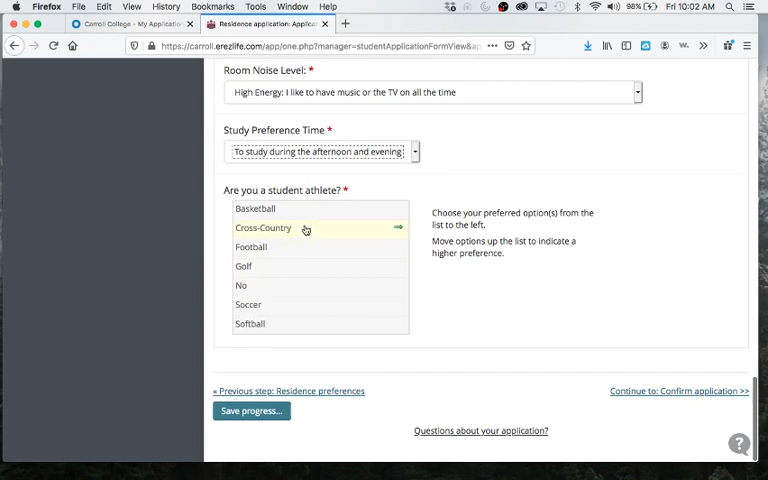 Firefox File Edit View History Bookmarks Tools Window Help 98% Fri 10:02 AM
Carroll College - My Application × Residence application: Applicat × +
https://carroll.erezlife.com/app/one.php?manager=studentApplicationFormView&ap
Room Noise Level: *
High Energy: I like to have music or the TV on all the time
Study Preference Time *
To study during the afternoon and evening
Are you a student athlete? *
Basketball
Cross-Country
Football
Golf
No
Soccer
Softball
Choose your preferred option(s) from the
list to the left.
Move options up the list to indicate a
higher preference.
« Previous step: Residence preferences
Continue to: Confirm application >>
Save progress...
Questions about your application?
?